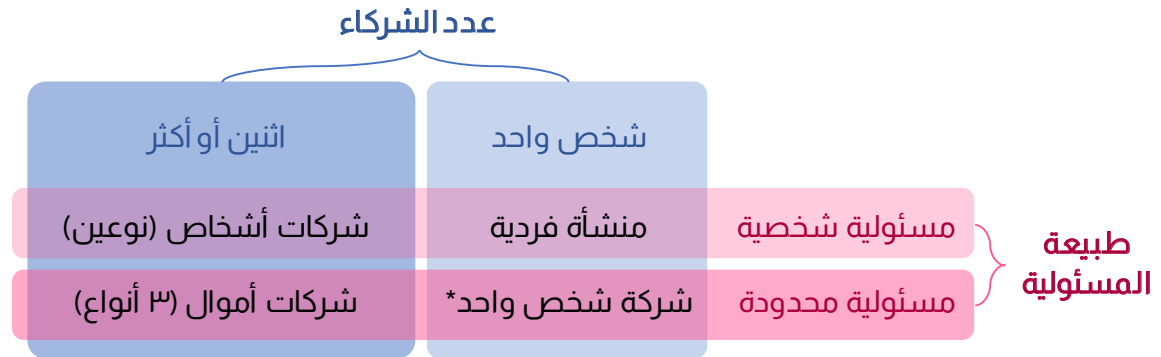 عدد الشركاء
شخص واحد
اثنين أو أكثر
طبيعة
المسئولية
مسئولية شخصية
منشأة فردية
شركات أشخاص (نوعين)
مسئولية محدودة
شركة شخص واحد*
شركات أموال (٣ أنواع)